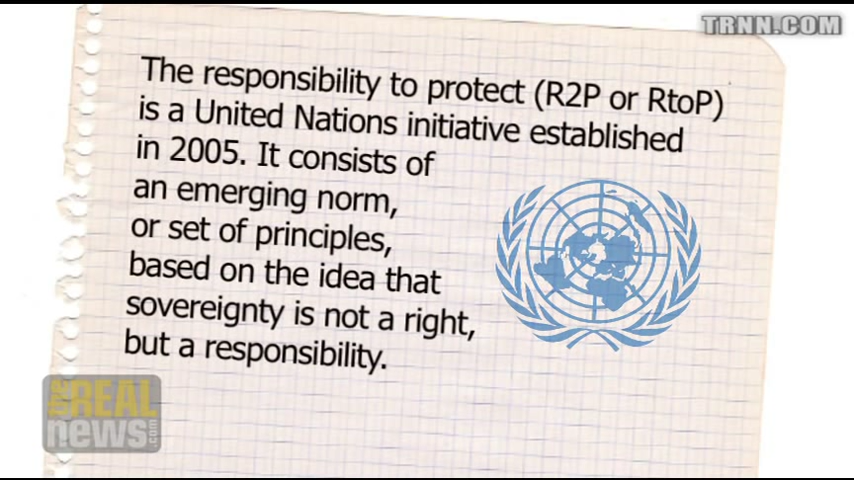 TRNN.COM
The responsibility to protect (R2P or RtoP)
is a United Nations initiative established
in 2005. It consists of
an emerging norm,
or set of principles,
based on the idea that
sovereignty is not a right,
but a responsibility.
THE REAL
news.com